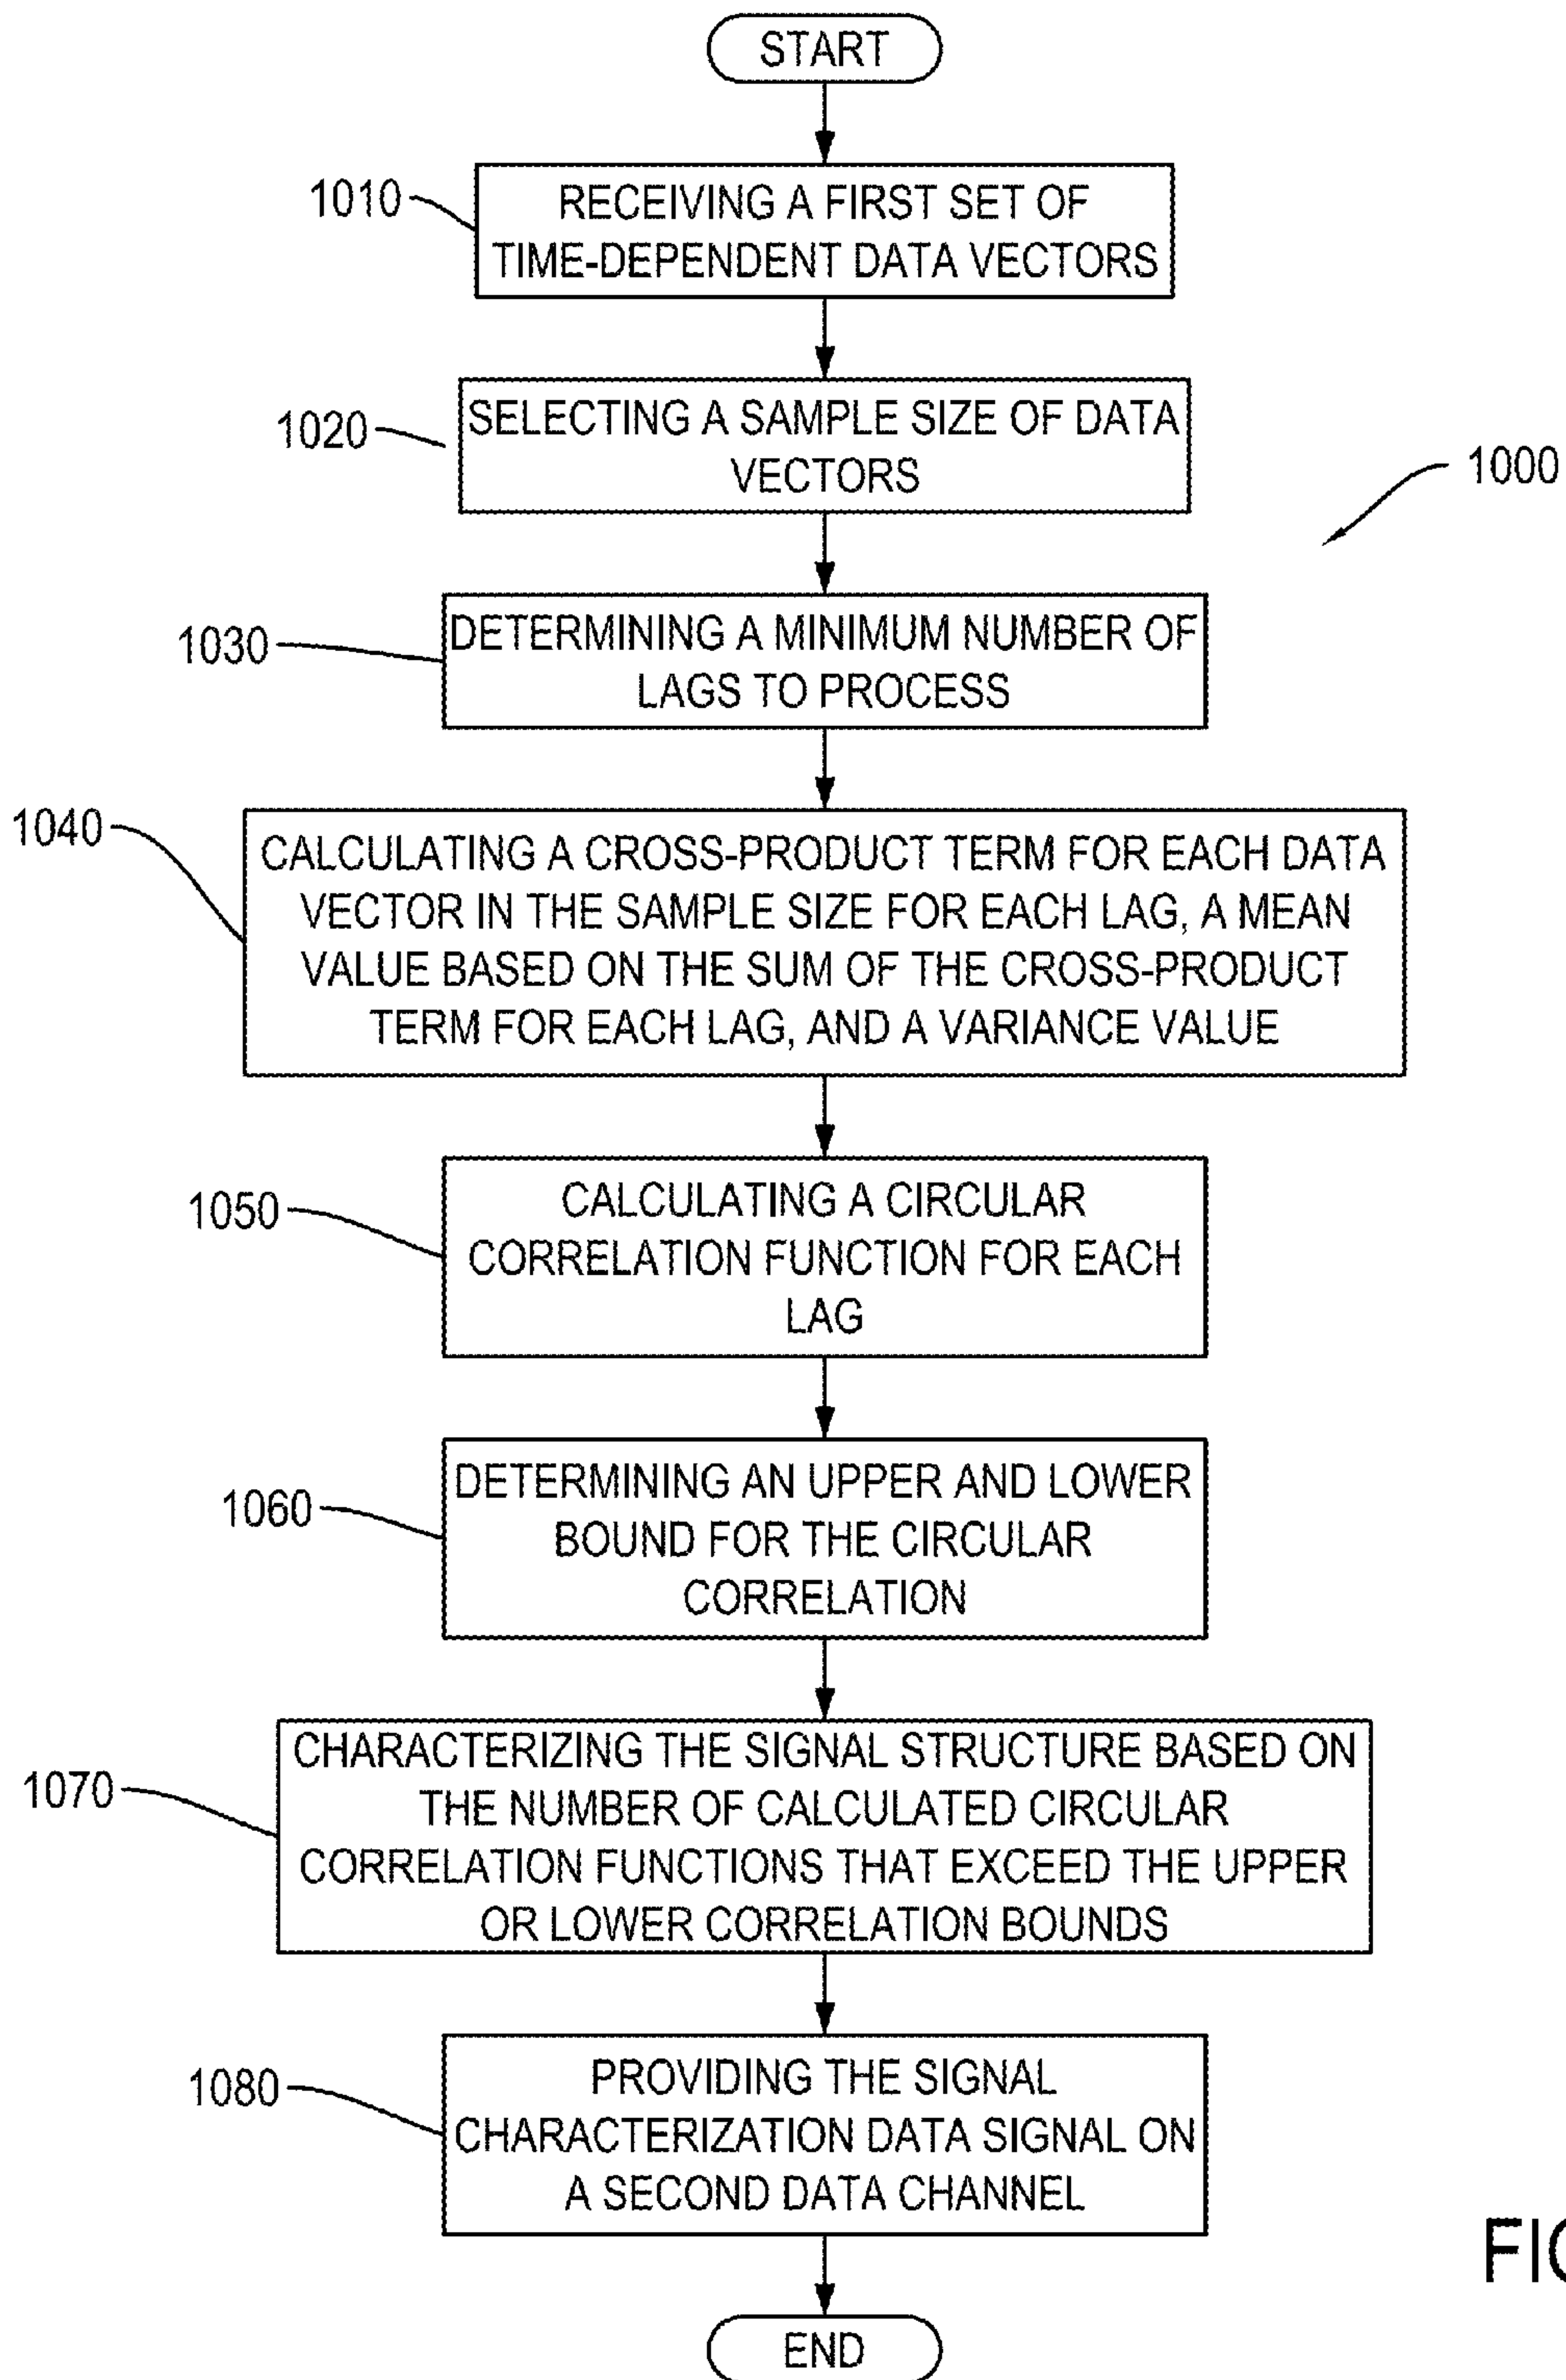 START
1010
RECEIVING A FIRST SET OF
TIME-DEPENDENT DATA VECTORS
1020
SELECTING A SAMPLE SIZE OF DATA
VECTORS
1000
1030
DETERMINING A MINIMUM NUMBER OF
LAGS TO PROCESS
1040
CALCULATING A CROSS-PRODUCT TERM FOR EACH DATA
VECTOR IN THE SAMPLE SIZE FOR EACH LAG, A MEAN
VALUE BASED ON THE SUM OF THE CROSS-PRODUCT
TERM FOR EACH LAG, AND A VARIANCE VALUE
1050
CALCULATING A CIRCULAR
CORRELATION FUNCTION FOR EACH
LAG
1060
DETERMINING AN UPPER AND LOWER
BOUND FOR THE CIRCULAR
CORRELATION
1070
CHARACTERIZING THE SIGNAL STRUCTURE BASED ON
THE NUMBER OF CALCULATED CIRCULAR
CORRELATION FUNCTIONS THAT EXCEED THE UPPER
OR LOWER CORRELATION BOUNDS
1080
PROVIDING THE SIGNAL
CHARACTERIZATION DATA SIGNAL ON
A SECOND DATA CHANNEL
END